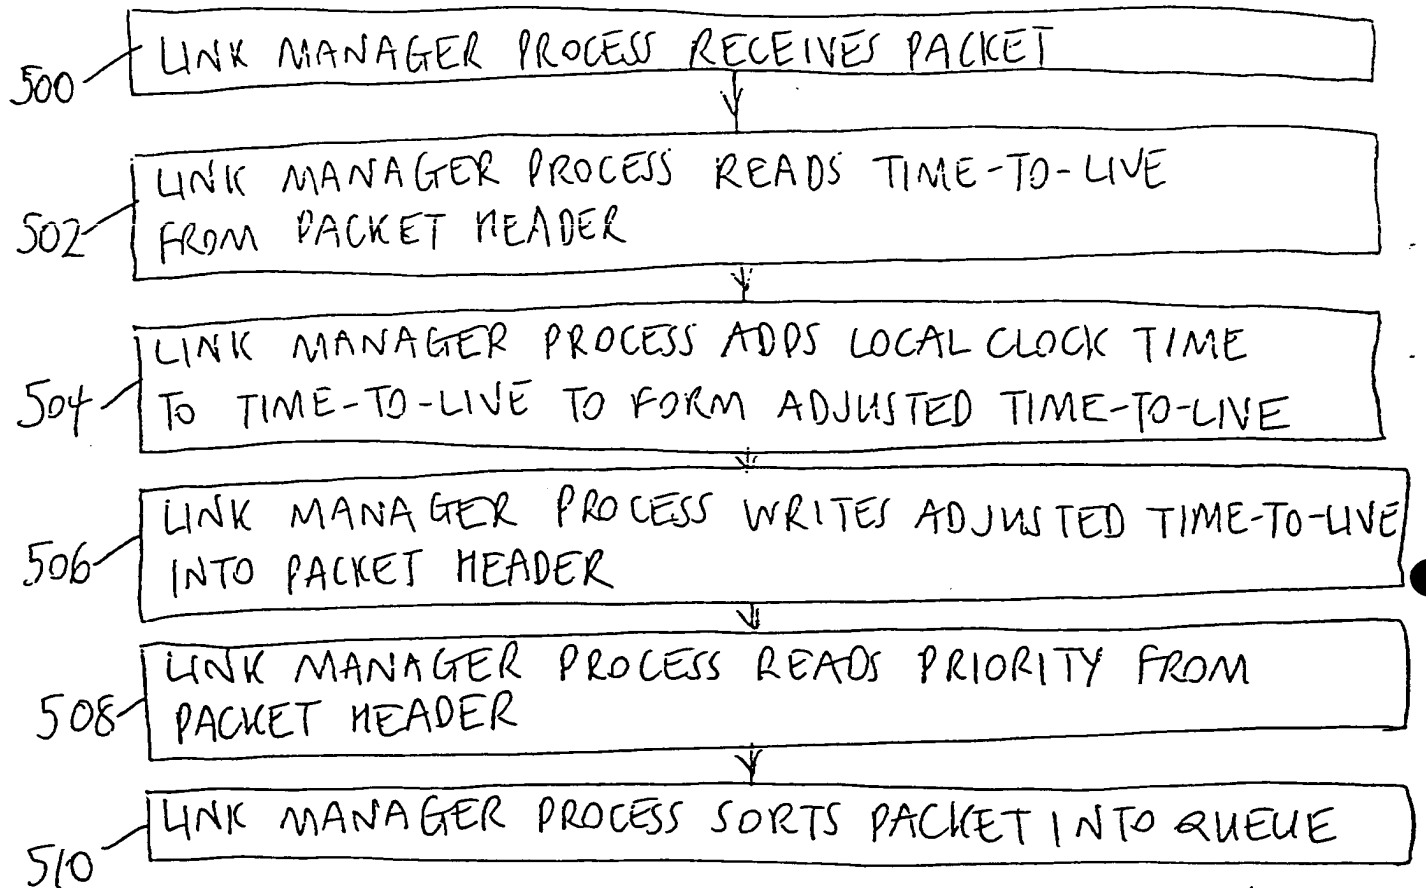 LINK MANAGER PROCESS RECEIVES PACKET
500
LINK MANAGER PROCESS READS TIME-TO-LIVE
FROM PACKET HEADER
502
LINK MANAGER PROCESS ADDS LOCAL CLOCK TIME
TO TIME-TO-LIVE TO FORM ADJUSTED TIME-TO-LIVE
504
LINK MANAGER PROCESS WRITES ADJUSTED TIME-TO-LIVE
INTO PACKET HEADER
506
LINK MANAGER PROCESS READS PRIORITY FROM
PACKET HEADER
508
LINK MANAGER PROCESS SORTS PACKET INTO QUEUE
510